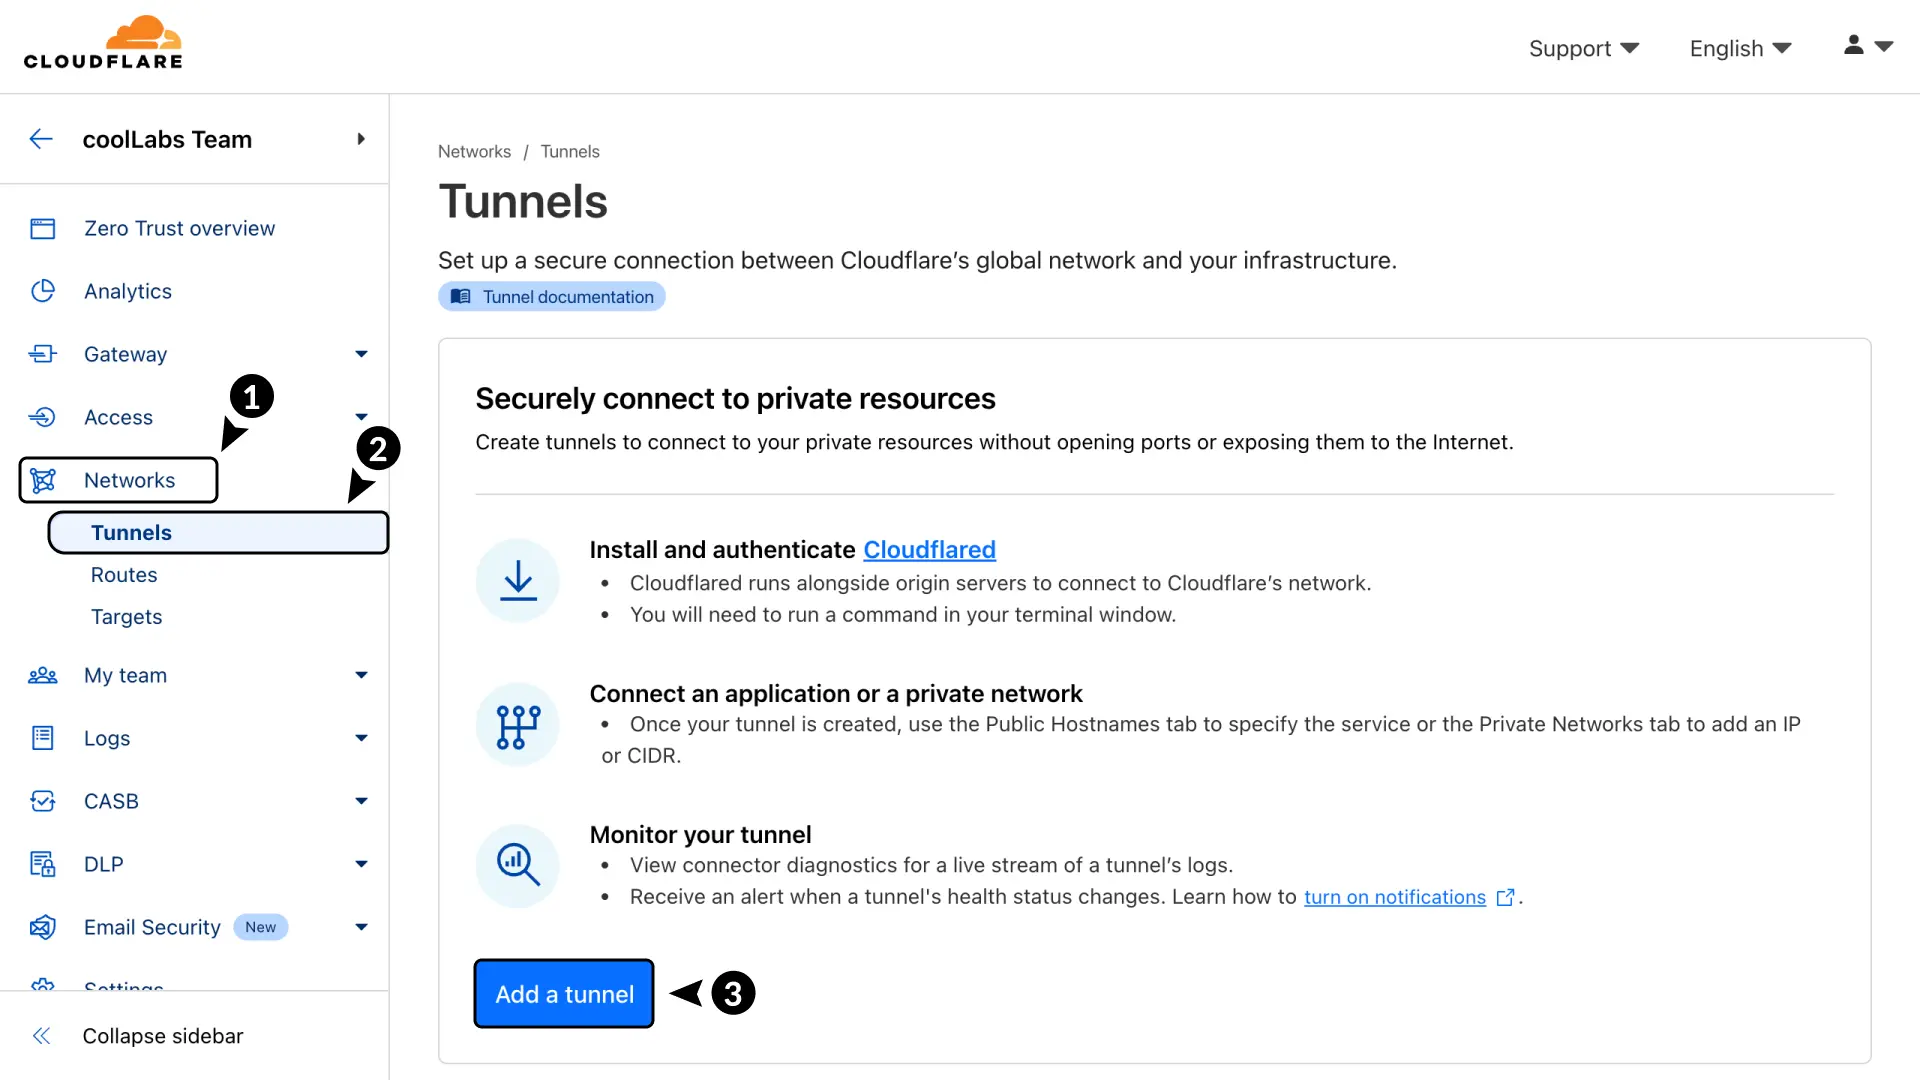 CLOUDFLARE
Support
English
coolLabs Team
Zero Trust overview
Analytics
Gateway
Access
1
2
Networks
Tunnels
Routes
Targets
My team
Logs
CASB
DLP
Email Security New
Settings
Collapse sidebar
Networks / Tunnels
Tunnels
Set up a secure connection between Cloudflare’s global network and your infrastructure.
Tunnel documentation
Securely connect to private resources
Create tunnels to connect to your private resources without opening ports or exposing them to the Internet.
Install and authenticate Cloudflared
• Cloudflared runs alongside origin servers to connect to Cloudflare’s network.
• You will need to run a command in your terminal window.
Connect an application or a private network
• Once your tunnel is created, use the Public Hostnames tab to specify the service or the Private Networks tab to add an IP
or CIDR.
Monitor your tunnel
• View connector diagnostics for a live stream of a tunnel’s logs.
• Receive an alert when a tunnel's health status changes. Learn how to turn on notifications .
Add a tunnel
3